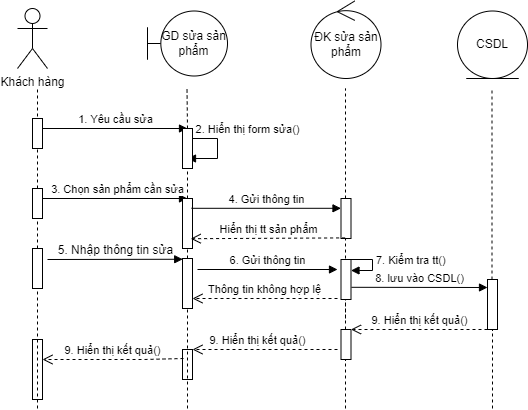 Khách hàng
GD sửa sản
phẩm
ĐK sửa sản
phẩm
CSDL
1. Yêu cầu sửa
2. Hiển thị form sửa()
3. Chọn sản phẩm cần sửa
4. Gửi thông tin
Hiển thị tt sản phẩm
5. Nhập thông tin sửa
6. Gửi thông tin
7. Kiểm tra tt()
8. lưu vào CSDL()
Thông tin không hợp lệ
9. Hiển thị kết quả()
9. Hiển thị kết quả()
9. Hiển thị kết quả()